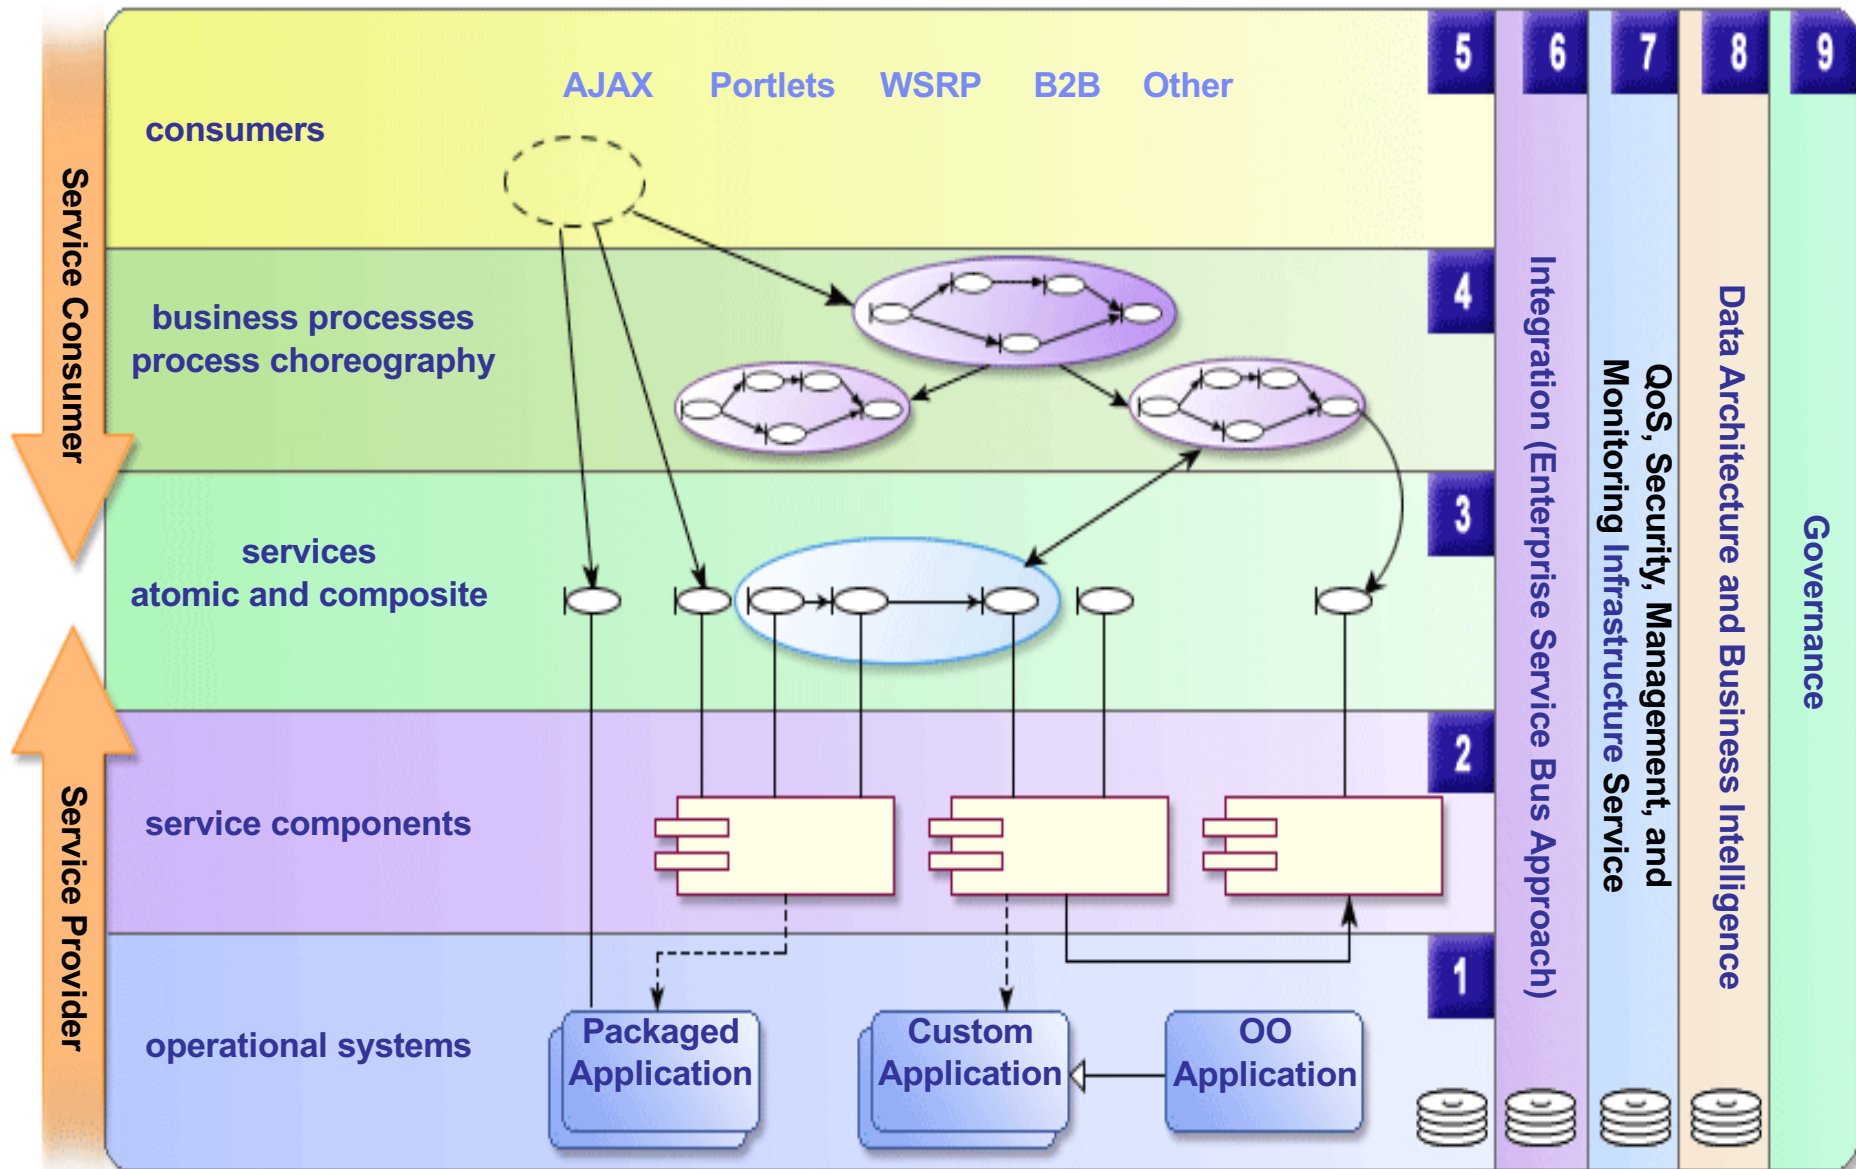 5
6
7
8
9
AJAX Portlets WSRP B2B Other
consumers
Service Consumer
4
business processes
process choreography
3
services
atomic and composite
2
service components
Service Provider
1
operational systems
Packaged
Application
Custom
Application
OO
Application
Integration (Enterprise Service Bus Approach)
QoS, Security, Management, and
Monitoring Infrastructure Service
Data Architecture and Business Intelligence
Governance